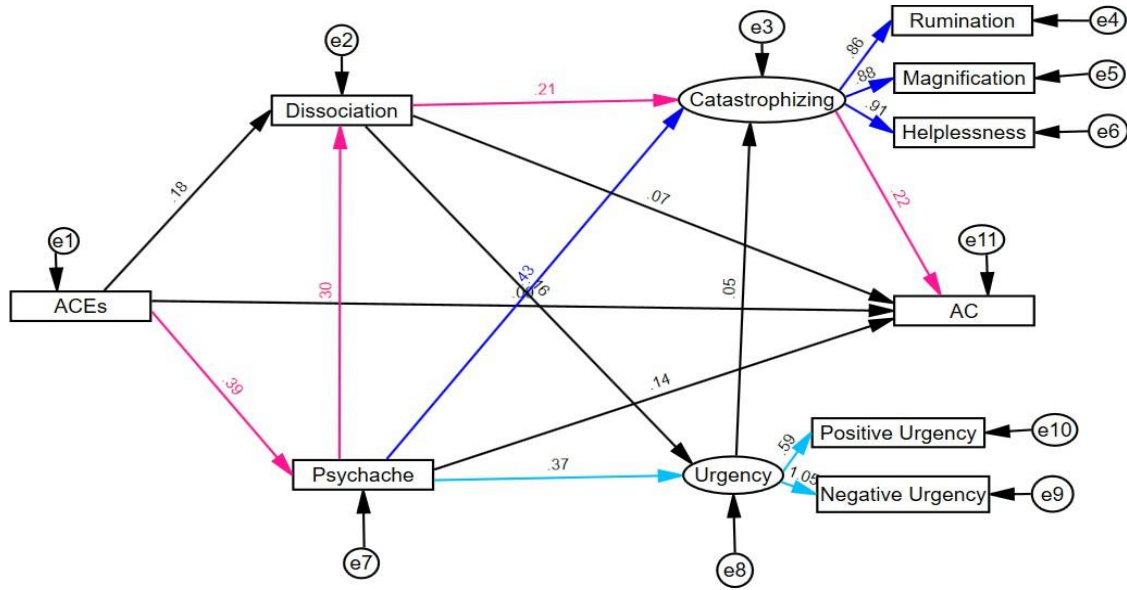 e3
Rumination
e4
e2
.86
Magnification
e5
.88
Dissociation
.21
Catastrophizing
.91
Helplessness
e6
.18
.07
.22
e1
e11
.30
.43
.16
.05
ACEs
AC
.39
.14
.59
Positive Urgency
e10
Psychache
.37
Urgency
1.05
Negative Urgency
e9
e7
e8